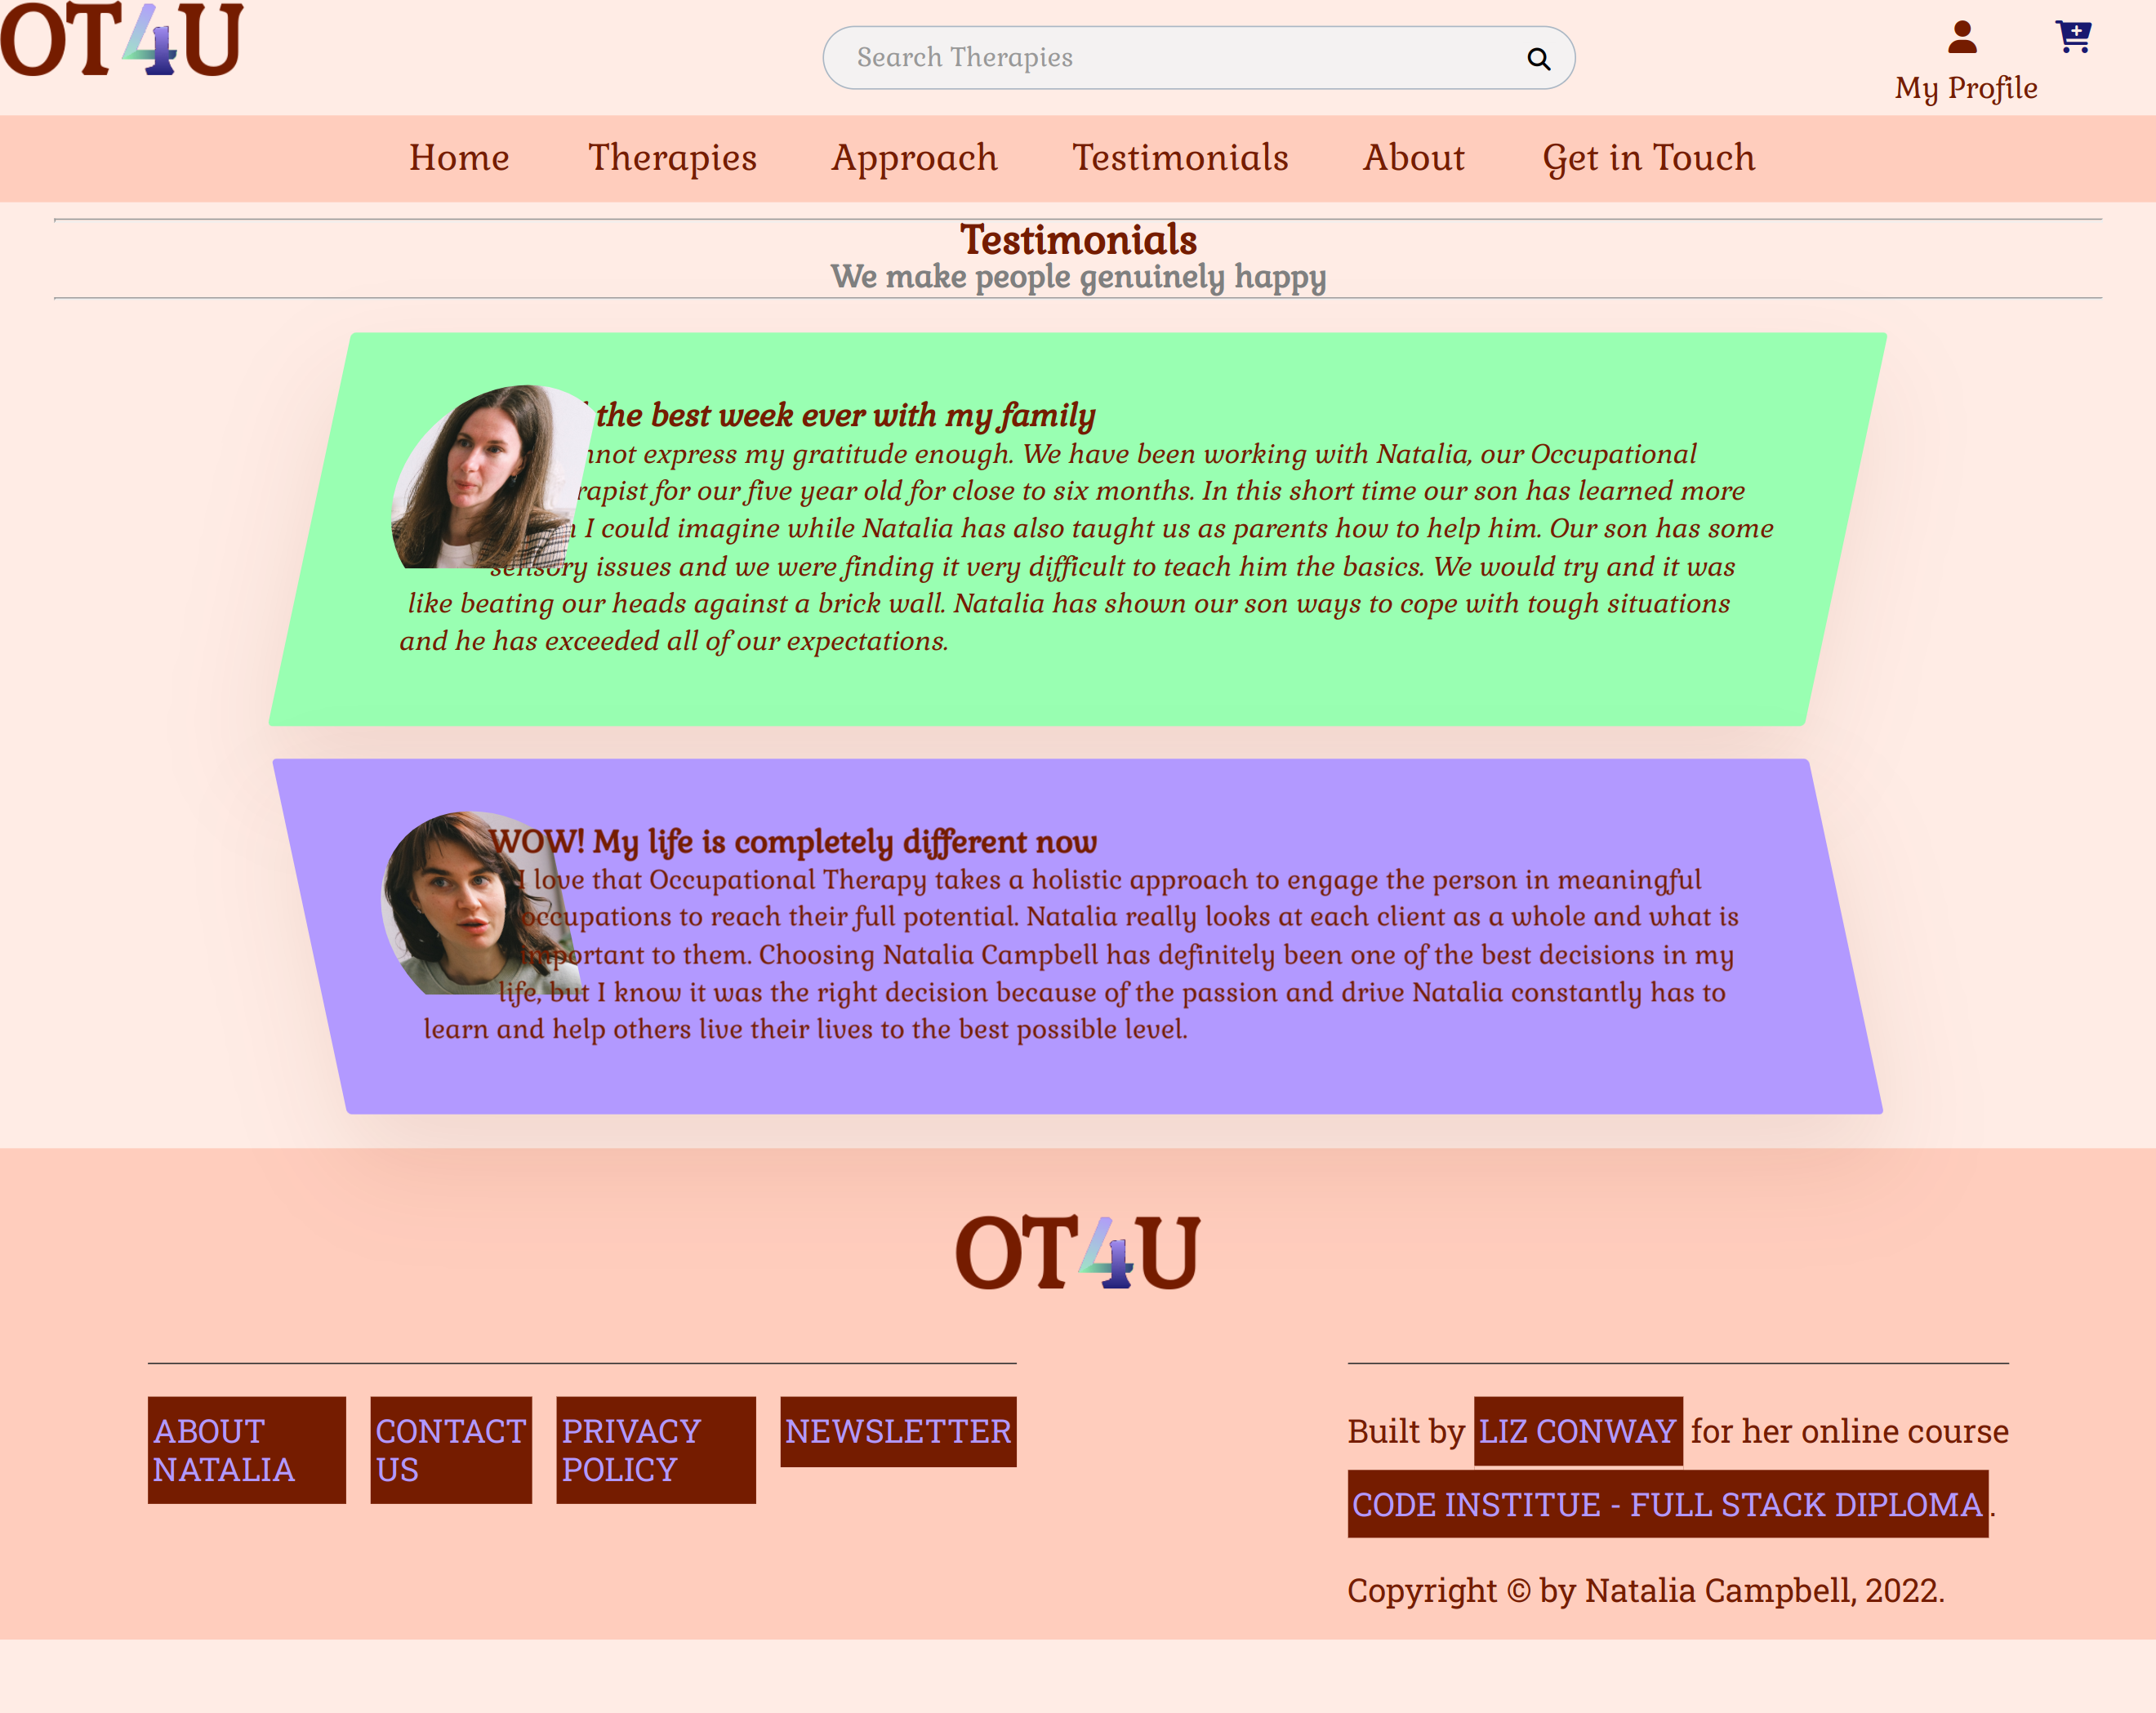 OT4U
Search Therapies
My Profile
Home Therapies Approach Testimonials About Get in Touch
Testimonials
We make people genuinely happy
the best week ever with my family
express my gratitude enough. We have been working with Natalia, our Occupational
for our five year old for close to six months. In this short time our son has learned more
I could imagine while Natalia has also taught us as parents how to help him. Our son has some
sensory issues and we were finding it very difficult to teach him the basics. We would try and it was
like beating our heads against a brick wall. Natalia has shown our son ways to cope with tough situations
and he has exceeded all of our expectations.
WOW! My life is completely different now
I love that Occupational Therapy takes a holistic approach to engage the person in meaningful
occupations to reach their full potential. Natalia really looks at each client as a whole and what is
important to them. Choosing Natalia Campbell has definitely been one of the best decisions in my
life, but I know it was the right decision because of the passion and drive Natalia constantly has to
learn and help others live their lives to the best possible level.
OT4U
ABOUT NATALIA
CONTACT US
PRIVACY POLICY
NEWSLETTER
Built by LIZ CONWAY for her online course
CODE INSTITUE - FULL STACK DIPLOMA.
Copyright © by Natalia Campbell, 2022.